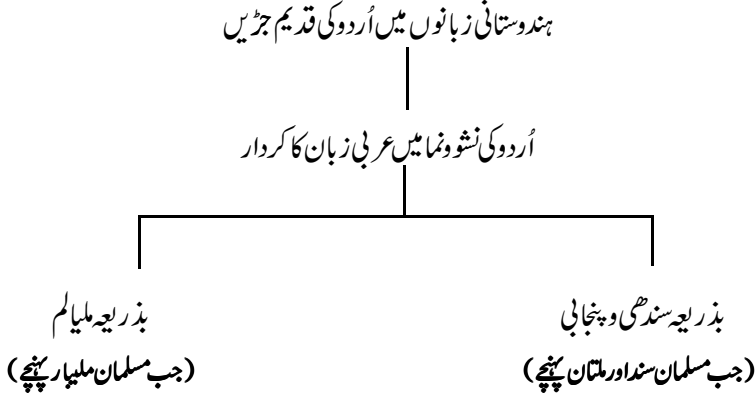 ہندوستانی زبانوں میں اُردو کی قدیم جڑیں
اُردو کی نشوونما میں عربی زبان کا کردار
بذریعہ سندھی و پنجابی
(جب مسلمان سند اور ملتان پہنچے)
بذریعہ ملیالم
(جب مسلمان ملیبار پہنچے)